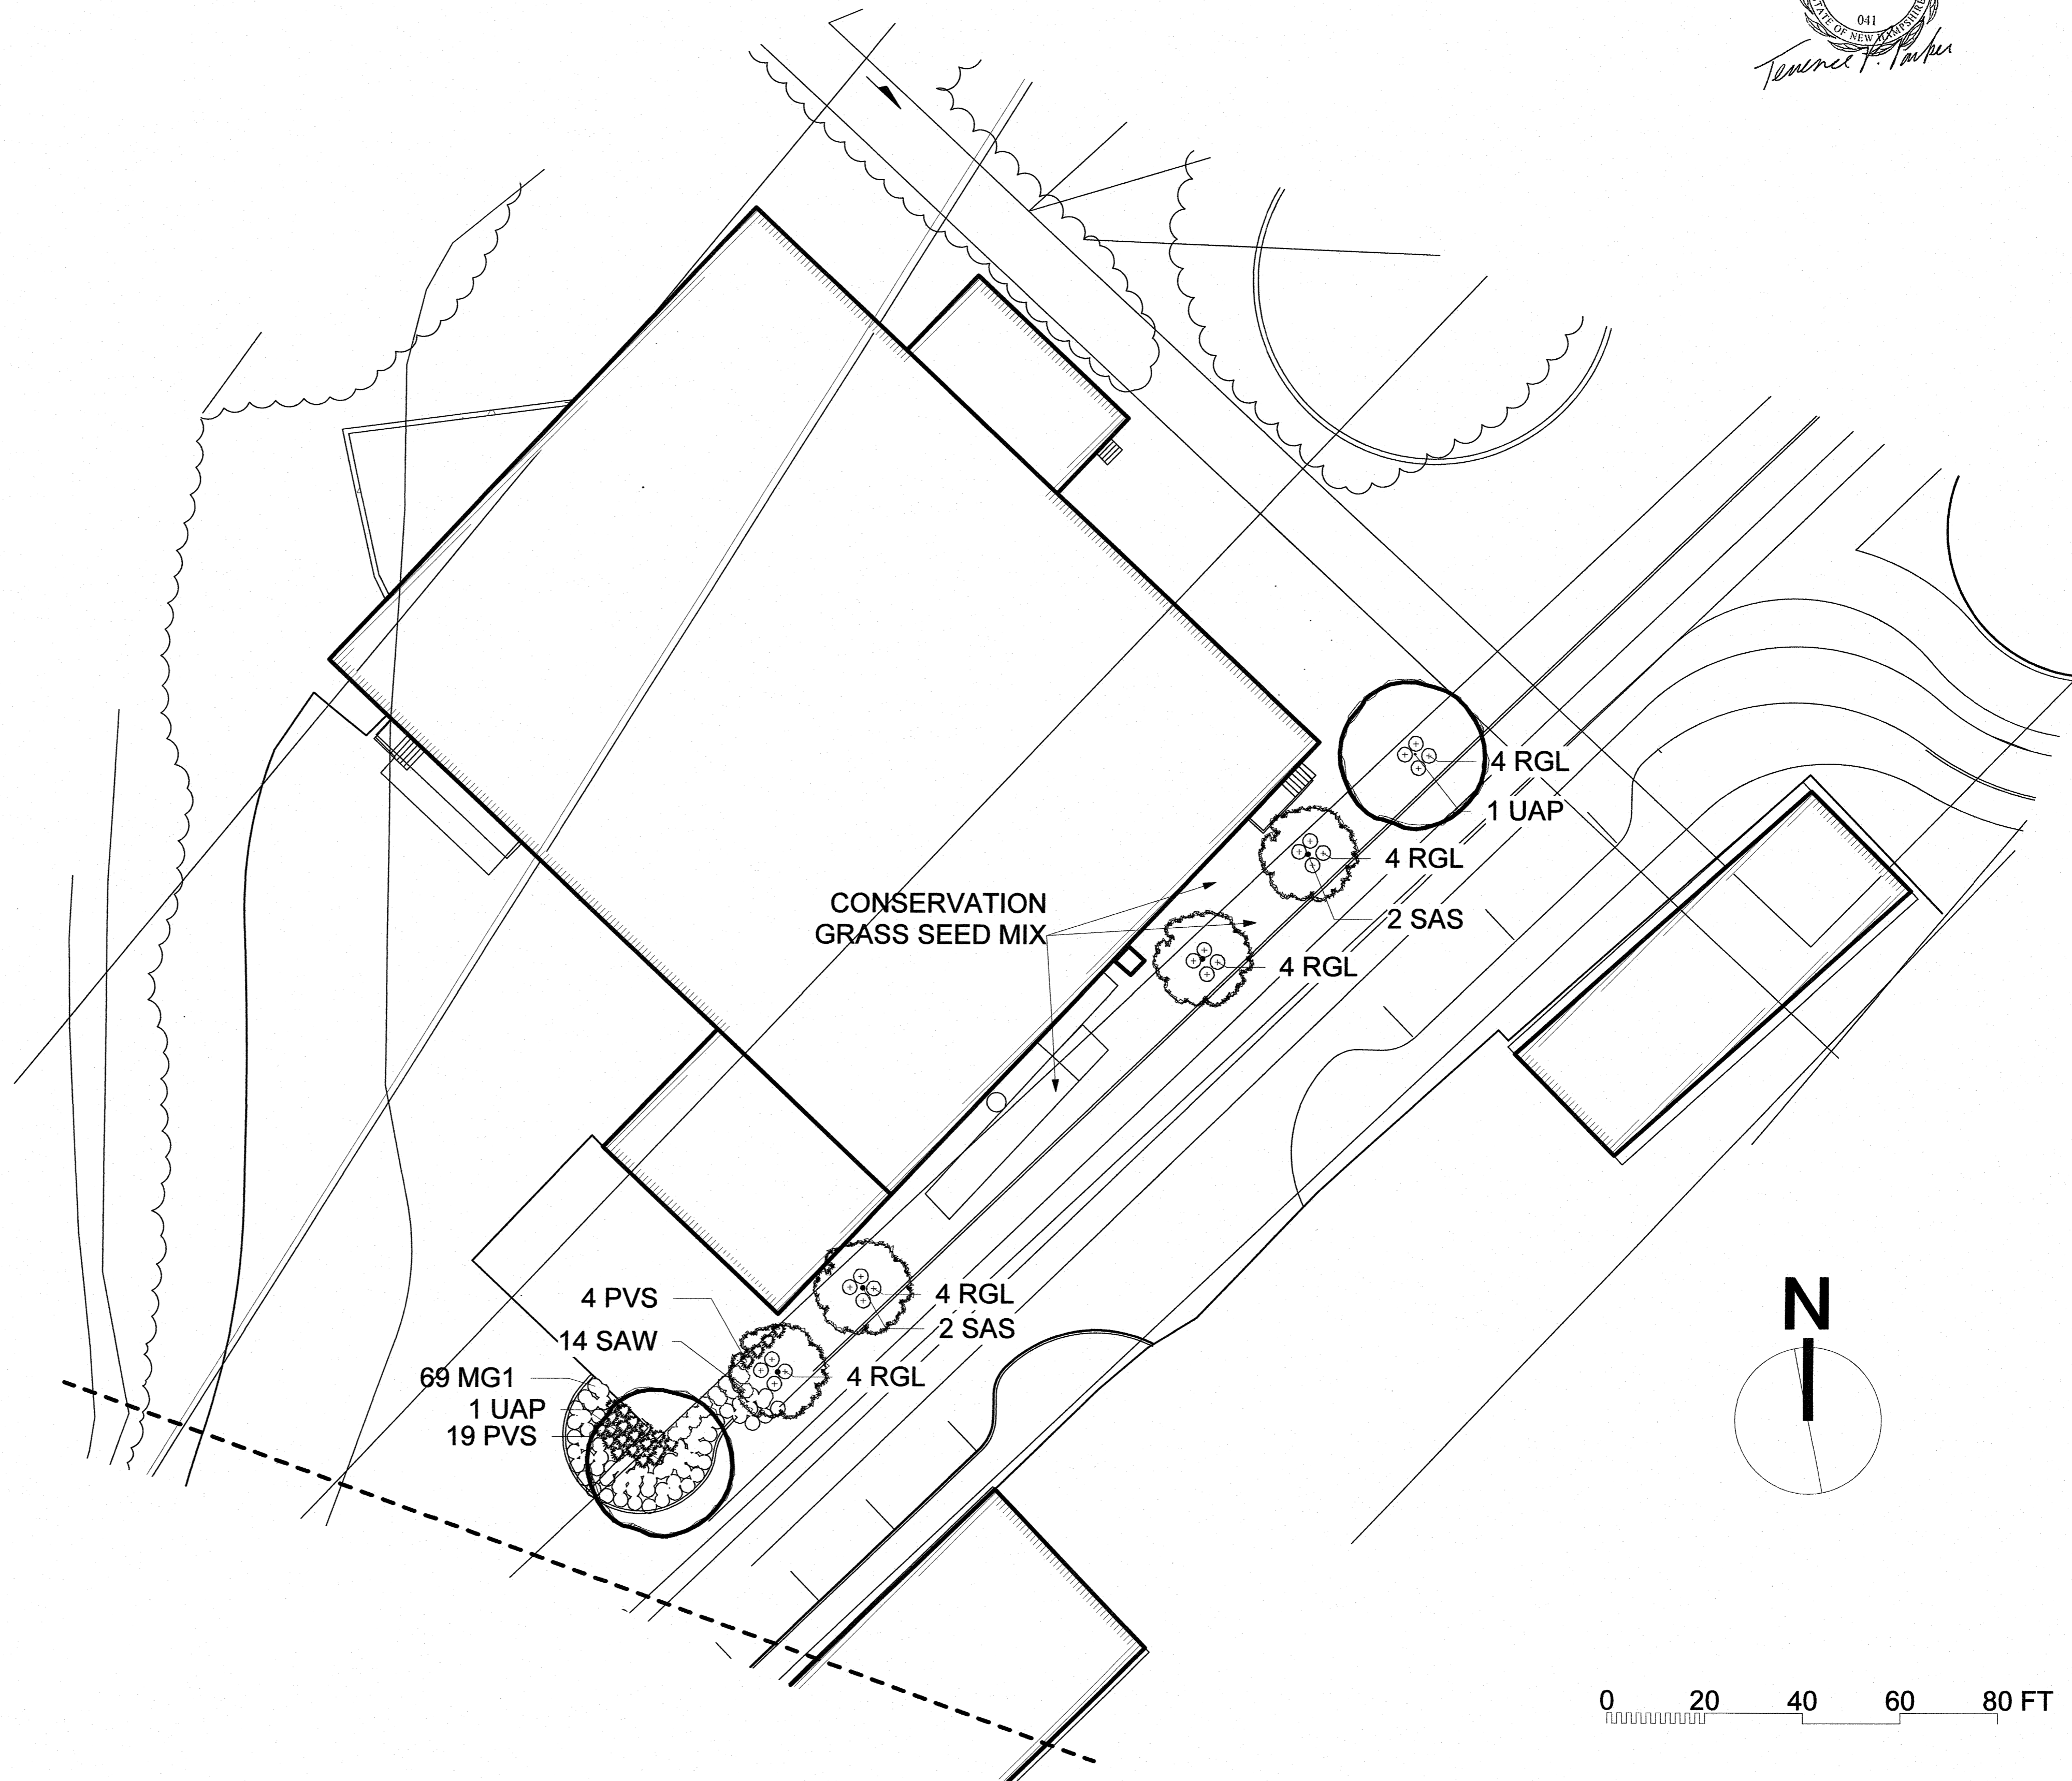 041
STATE OF NEW HAMPSHIRE
Terence P. Parker
4 RGL
1 UAP
4 RGL
CONSERVATION
GRASS SEED MIX
2 SAS
4 RGL
4 RGL
4 PVS
2 SAS
14 SAW
4 RGL
69 MG1
1 UAP
19 PVS
N
0 20 40 60 80 FT